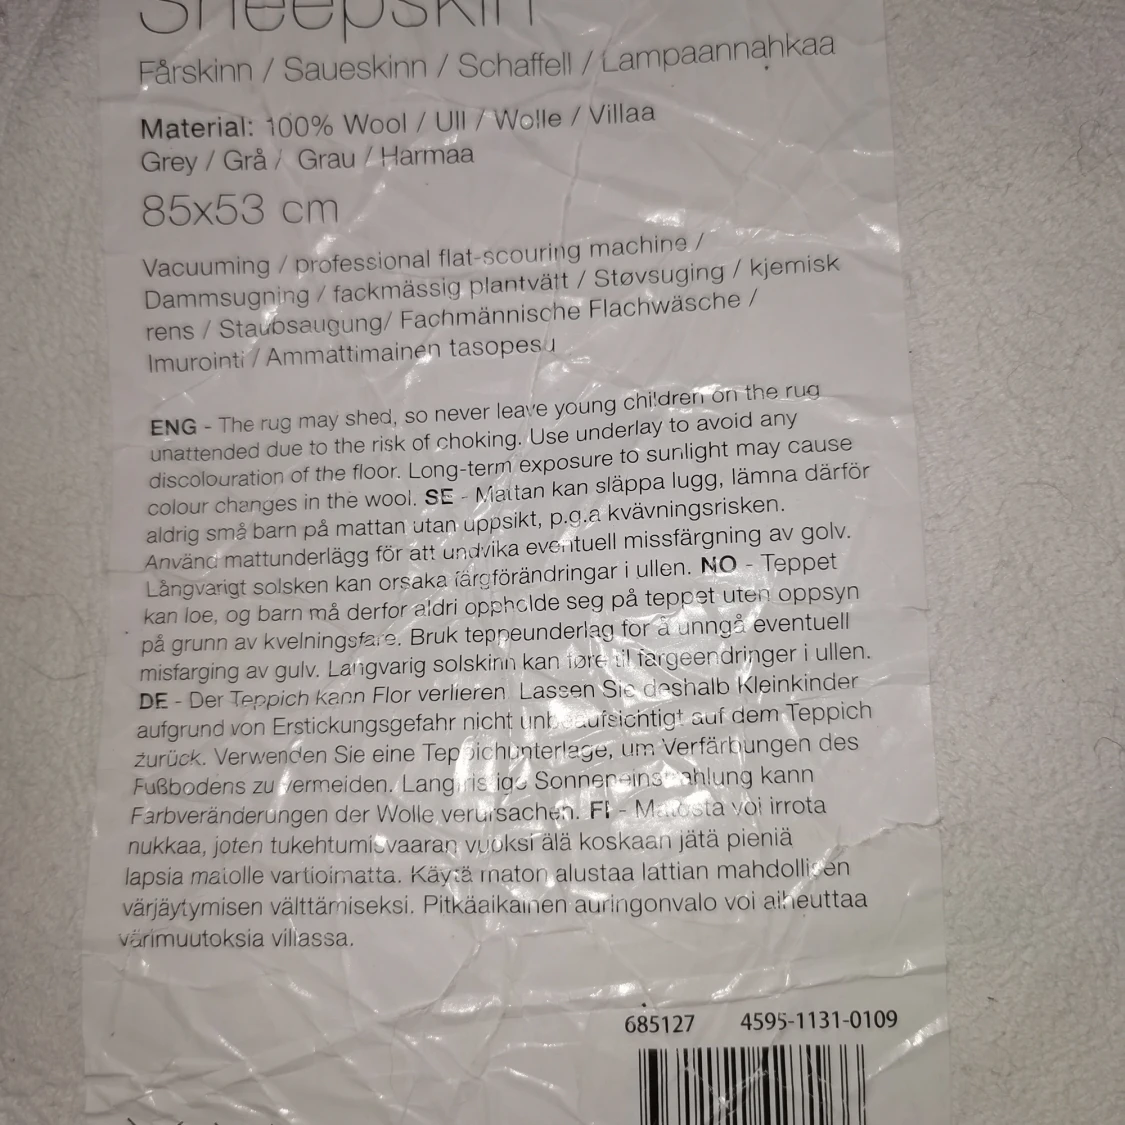 Sheepskin
Fårskinn / Saueskinn / Schaffell / Lampaannahkaa
Material: 100% Wool / Ull / Wolle / Villaa
Grey / Grå / Grau / Harmaa
85x53 cm
Vacuuming / professional flat-scouring machine /
Dammsugning / fackmässig plantvätt / Støvsuging / kjemisk
rens / Staubsaugung/ Fachmännische Flachwäsche /
Imurointi / Ammattimainen tasopesu
ENG - The rug may shed, so never leave young children on the rug
unattended due to the risk of choking. Use underlay to avoid any
discolouration of the floor. Long-term exposure to sunlight may cause
colour changes in the wool. SE - Mattan kan släppa lugg, lämna därför
aldrig små barn på mattan utan uppsikt, p.g.a kvävningsrisken.
Använd mattunderlägg för att undvika eventuell missfärgning av golv.
Långvarigt solsken kan orsaka färgförändringar i ullen. NO - Teppet
kan loe, og barn må derfor aldri oppholde seg på teppet uten oppsyn
på grunn av kvelningsfare. Bruk teppeunderlag for å unngå eventuell
misfarging av gulv. Langvarig solskinn kan føre til fargeendringer i ullen.
DE - Der Teppich kann Flor verlieren. Lassen Sie deshalb Kleinkinder
aufgrund von Erstickungsgefahr nicht unbeaufsichtigt auf dem Teppich
zurück. Verwenden Sie eine Teppichunterlage, um Verfärbungen des
Fußbodens zu vermeiden. Langfristige Sonneneinstrahlung kann
Farbveränderungen der Wolle verursachen. FI - Matosta voi irrota
nukkaa, joten tukehtumisvaaran vuoksi älä koskaan jätä pieniä
lapsia matolle vartioimatta. Käytä maton alustaa lattian mahdollisen
värjäytymisen välttämiseksi. Pitkäaikainen auringonvalo voi aiheuttaa
värimuutoksia villassa.
685127 4595-1131-0109